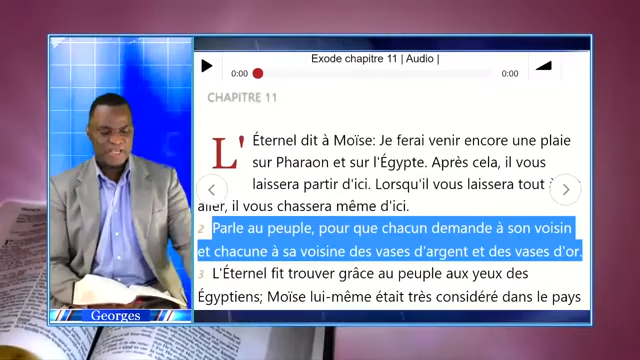 Exode chapitre 11 | Audio |
0:00
0:00
CHAPITRE 11
L'Éternel dit à Moïse: Je ferai venir encore une plaie
sur Pharaon et sur l'Égypte. Après cela, il vous
laissera partir d'ici. Lorsqu'il vous laissera tout à
aller, il vous chassera même d'ici.
2 Parle au peuple, pour que chacun demande à son voisin
et chacune à sa voisine des vases d'argent et des vases d'or.
3 L'Éternel fit trouver grâce au peuple aux yeux des
Égyptiens; Moïse lui-même était très considéré dans le pays
Georges